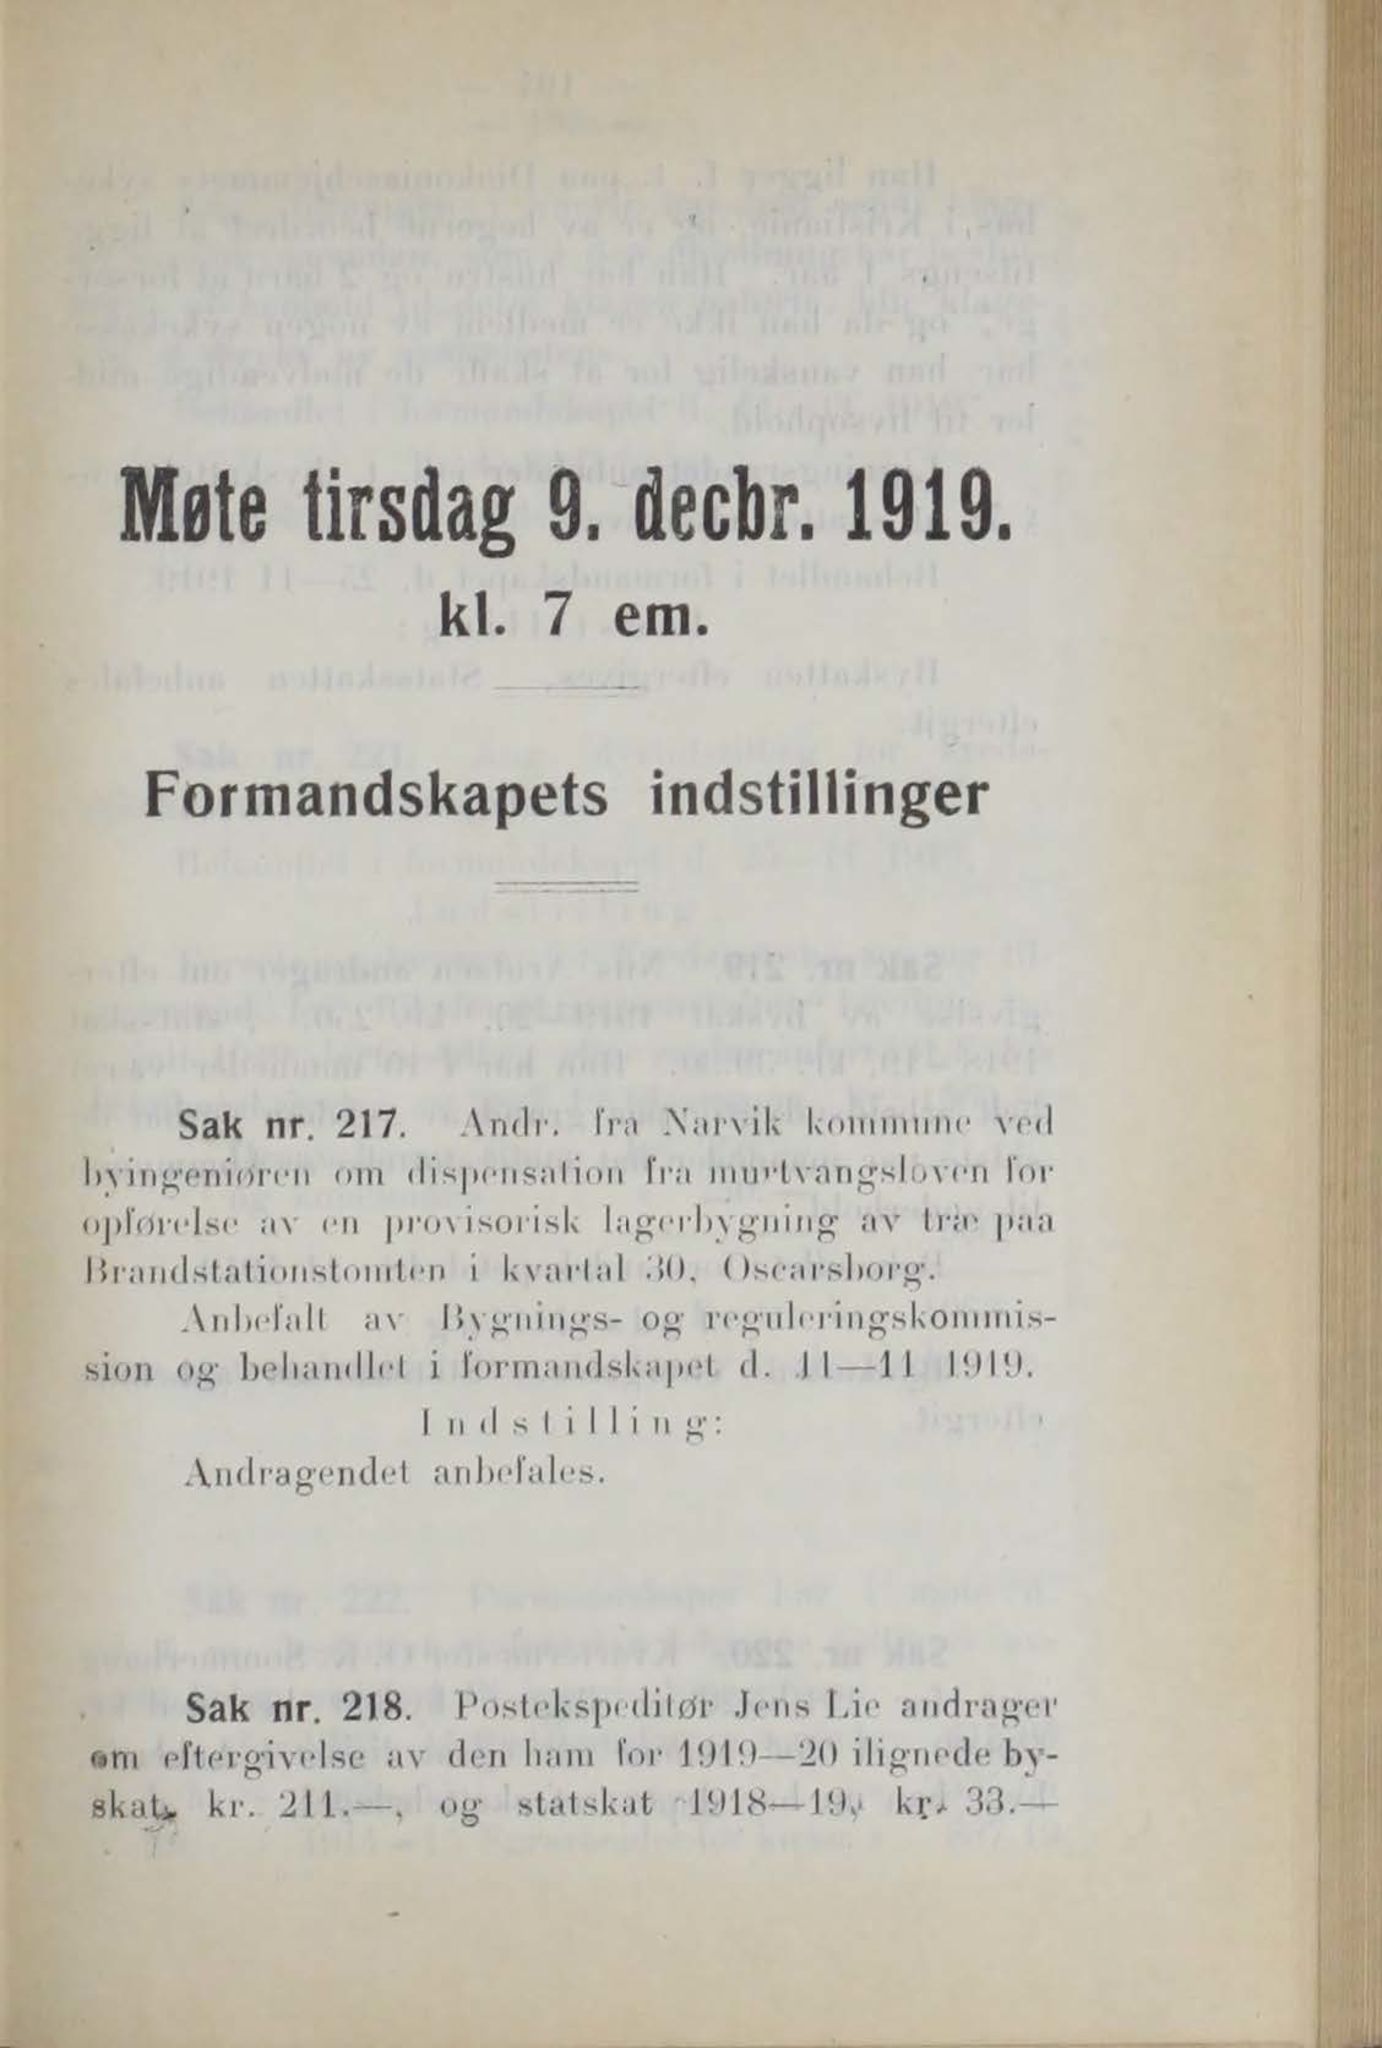 Møte tirsdag 9. decbr. 1919.
kl. 7 em.
Formandskapets indstillinger
Sak nr. 217. Andr. fra Narvik kommune ved
byingeniøren om dispensation fra murtvangsloven for
opførelse av en provisorisk lagerbygning av træ paa
Brandstationstomten i kvartal 30, Oscarsborg.
Anbefalt av Bygnings- og reguleringskommis-
sion og behandlet i formandskapet d. 11—11 1919.
Indstilling:
Andragendet anbefales.
Sak nr. 218. Postekspeditør Jens Lie andrager
om eftergivelse av den ham for 1919—20 ilignede by-
skat, kr. 211.—, og statskat 1918—19, kr. 33.—